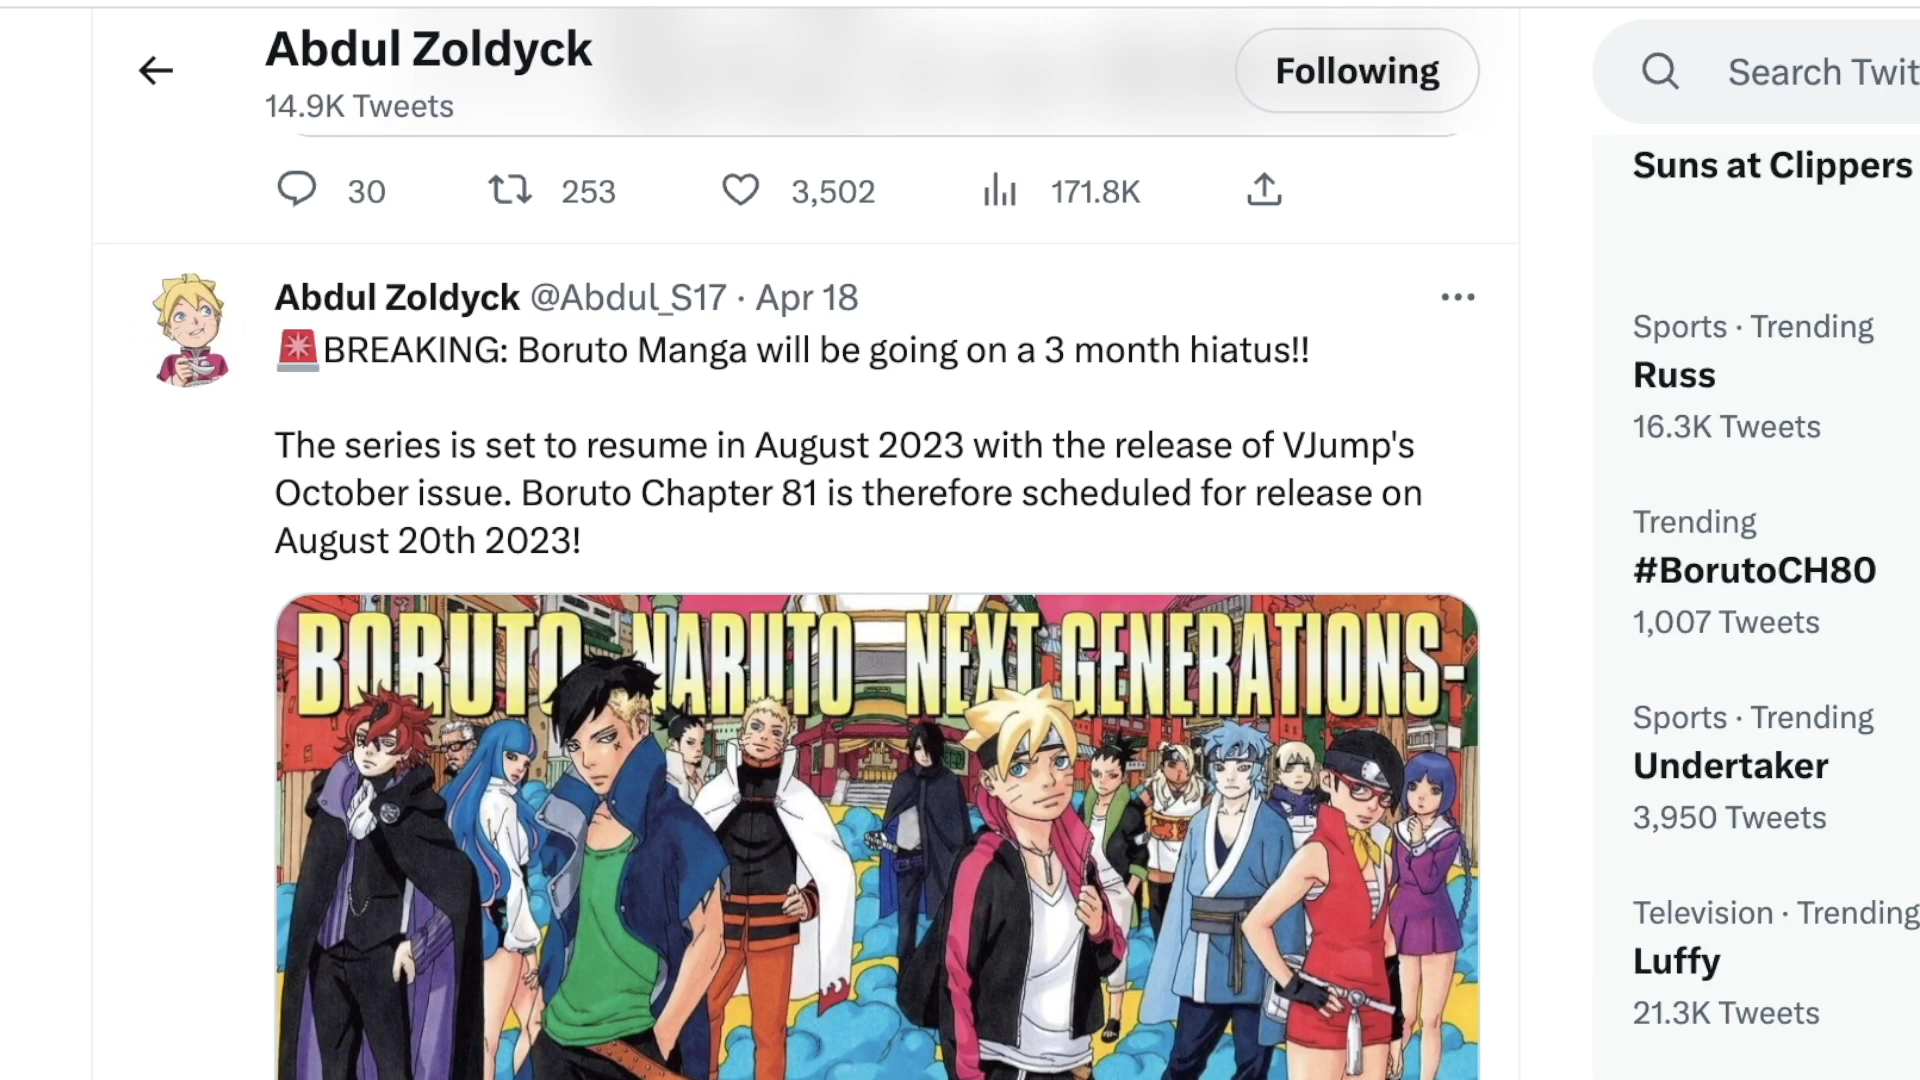 Abdul Zoldyck
14.9K Tweets
Following
Search Twit
30 253 3,502 171.8K
Abdul Zoldyck @Abdul_S17 · Apr 18
🚨BREAKING: Boruto Manga will be going on a 3 month hiatus!!
The series is set to resume in August 2023 with the release of VJump's
October issue. Boruto Chapter 81 is therefore scheduled for release on
August 20th 2023!
BORUTO NARUTO NEXT GENERATIONS-
Suns at Clippers
Sports · Trending
Russ
16.3K Tweets
Trending
#BorutoCH80
1,007 Tweets
Sports · Trending
Undertaker
3,950 Tweets
Television · Trending
Luffy
21.3K Tweets